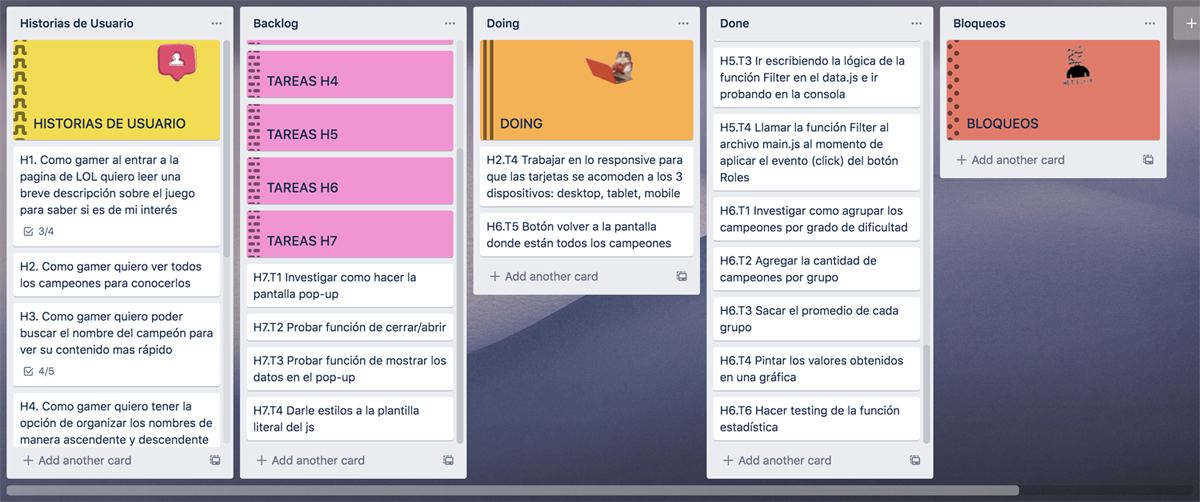 Historias de Usuario
HISTORIAS DE USUARIO
H1. Como gamer al entrar a la
pagina de LOL quiero leer una
breve descripción sobre el juego
para saber si es de mi interés
3/4
H2. Como gamer quiero ver todos
los campeones para conocerlos
H3. Como gamer quiero poder
buscar el nombre del campeón para
ver su contenido mas rápido
4/5
H4. Como gamer quiero tener la
opción de organizar los nombres de
manera ascendente y descendente
+ Add another card
Backlog
TAREAS H4
TAREAS H5
TAREAS H6
TAREAS H7
H7.T1 Investigar como hacer la
pantalla pop-up
H7.T2 Probar función de cerrar/abrir
H7.T3 Probar función de mostrar los
datos en el pop-up
H7.T4 Darle estilos a la plantilla
literal del js
+ Add another card
Doing
DOING
H2.T4 Trabajar en lo responsive para
que las tarjetas se acomoden a los 3
dispositivos: desktop, tablet, mobile
H6.T5 Botón volver a la pantalla
donde están todos los campeones
+ Add another card
Done
H5.T3 Ir escribiendo la lógica de la
función Filter en el data.js e ir
probando en la consola
H5.T4 Llamar la función Filter al
archivo main.js al momento de
aplicar el evento (click) del botón
Roles
H6.T1 Investigar como agrupar los
campeones por grado de dificultad
H6.T2 Agregar la cantidad de
campeones por grupo
H6.T3 Sacar el promedio de cada
grupo
H6.T4 Pintar los valores obtenidos
en una gráfica
H6.T6 Hacer testing de la función
estadística
+ Add another card
Bloqueos
BLOQUEOS
+ Add another card